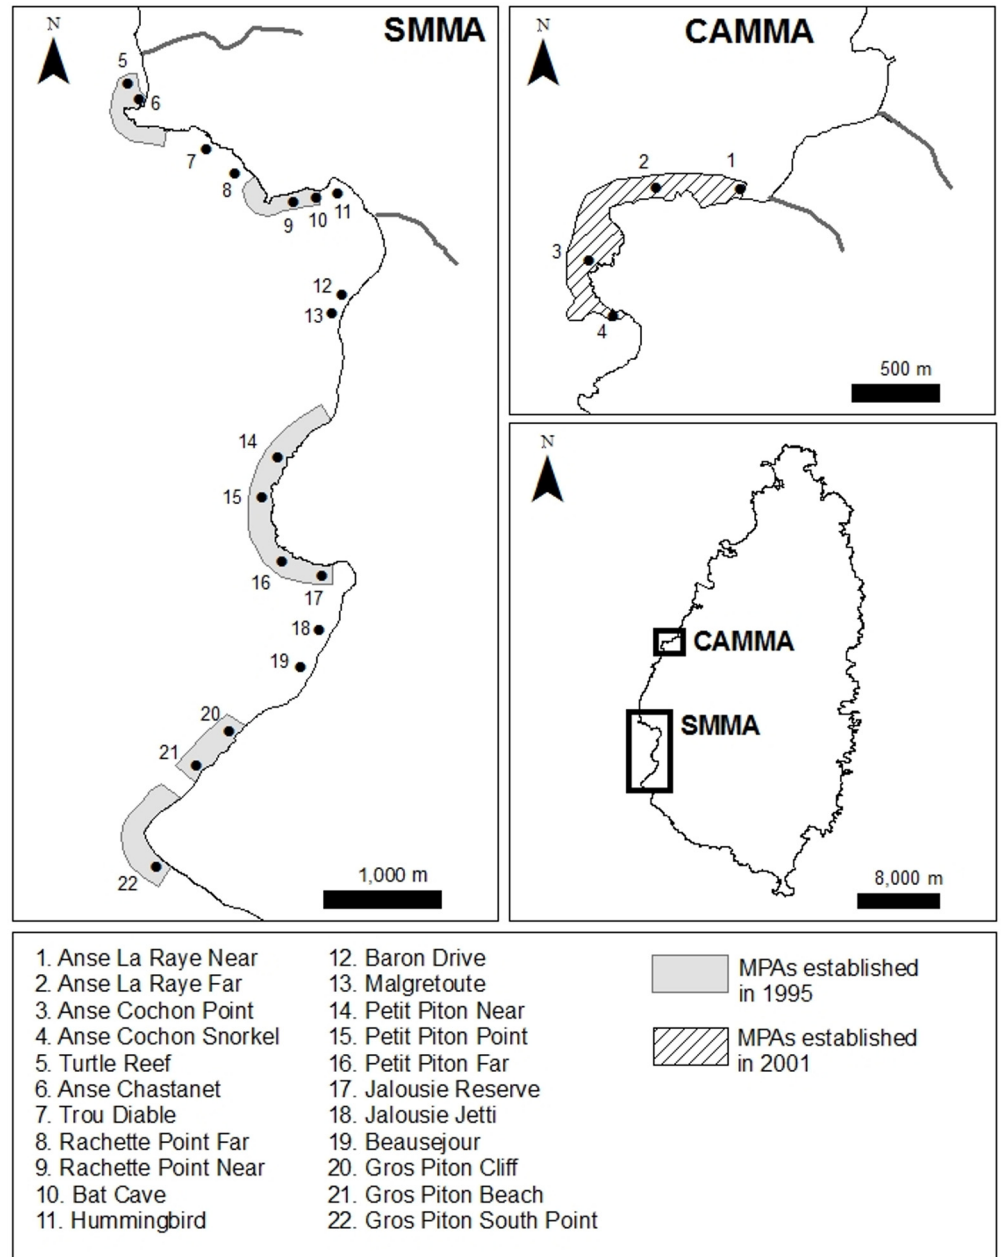 N
SMMA
5
6
7
8
9
10
11
12
13
14
15
16
17
18
19
20
21
22
1,000 m
N
CAMMA
2
1
3
4
500 m
N
CAMMA
SMMA
8,000 m
1. Anse La Raye Near
2. Anse La Raye Far
3. Anse Cochon Point
4. Anse Cochon Snorkel
5. Turtle Reef
6. Anse Chastanet
7. Trou Diable
8. Rachette Point Far
9. Rachette Point Near
10. Bat Cave
11. Hummingbird
12. Baron Drive
13. Malgretoute
14. Petit Piton Near
15. Petit Piton Point
16. Petit Piton Far
17. Jalousie Reserve
18. Jalousie Jetti
19. Beausejour
20. Gros Piton Cliff
21. Gros Piton Beach
22. Gros Piton South Point
MPAs established
in 1995
MPAs established
in 2001